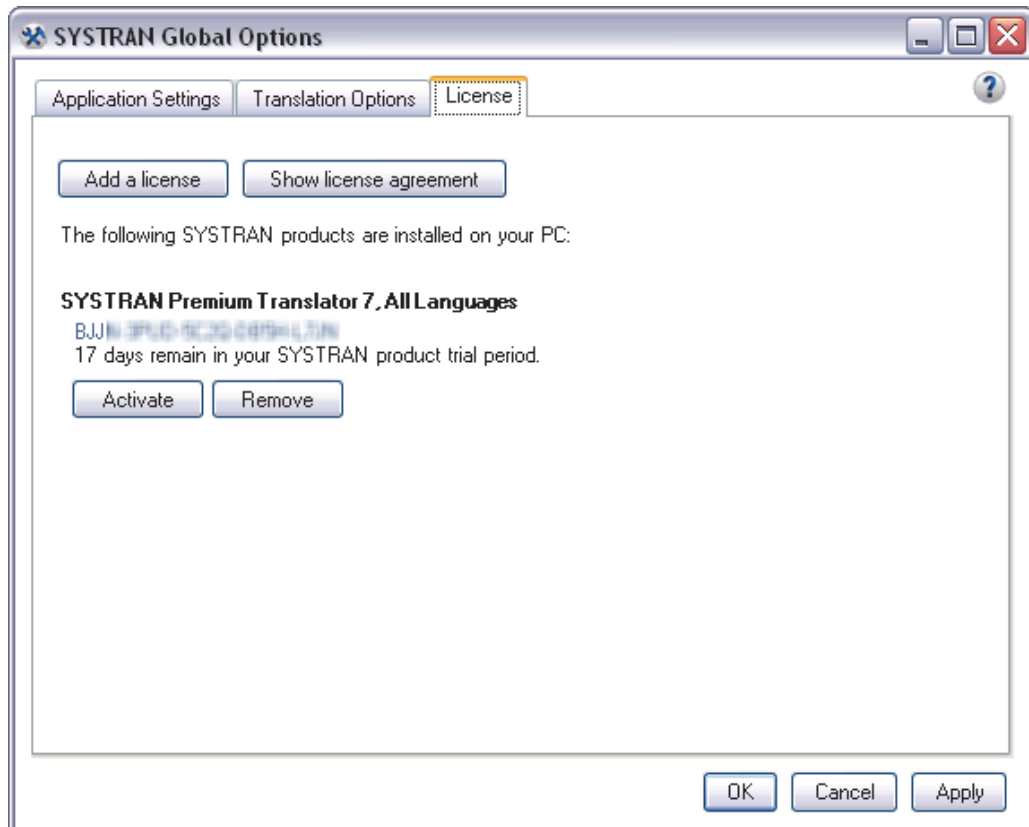 SYSTRAN Global Options
Application Settings Translation Options License ?
Add a license Show license agreement
The following SYSTRAN products are installed on your PC:
SYSTRAN Premium Translator 7, All Languages
17 days remain in your SYSTRAN product trial period.
Activate Remove
OK Cancel Apply